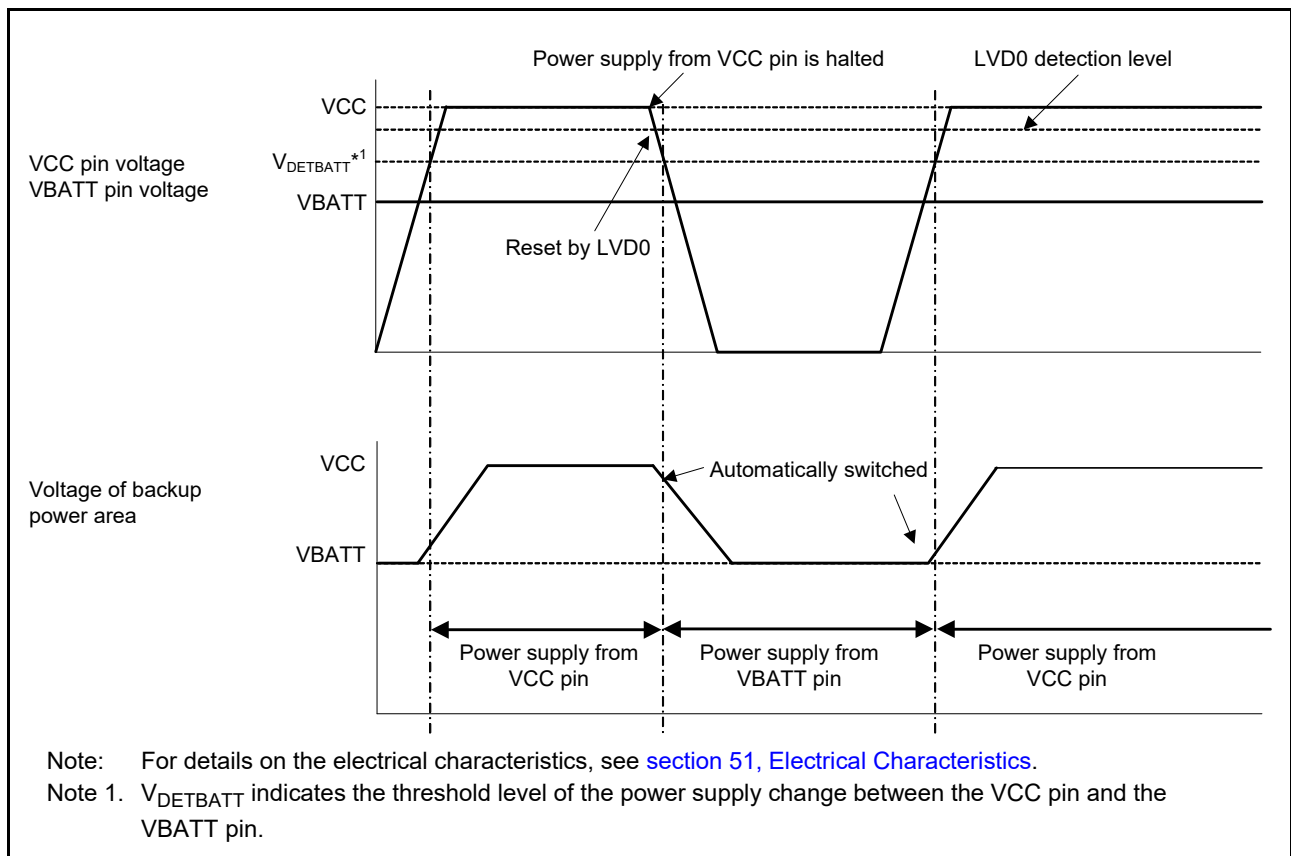 Power supply from VCC pin is halted
LVD0 detection level
VCC
VCC pin voltage
VBATT pin voltage
VDETBATT*1
VBATT
Reset by LVD0
VCC
Automatically switched
Voltage of backup
power area
VBATT
Power supply from
VCC pin
Power supply from
VBATT pin
Power supply from
VCC pin
Note: For details on the electrical characteristics, see section 51, Electrical Characteristics.
Note 1. VDETBATT indicates the threshold level of the power supply change between the VCC pin and the
VBATT pin.